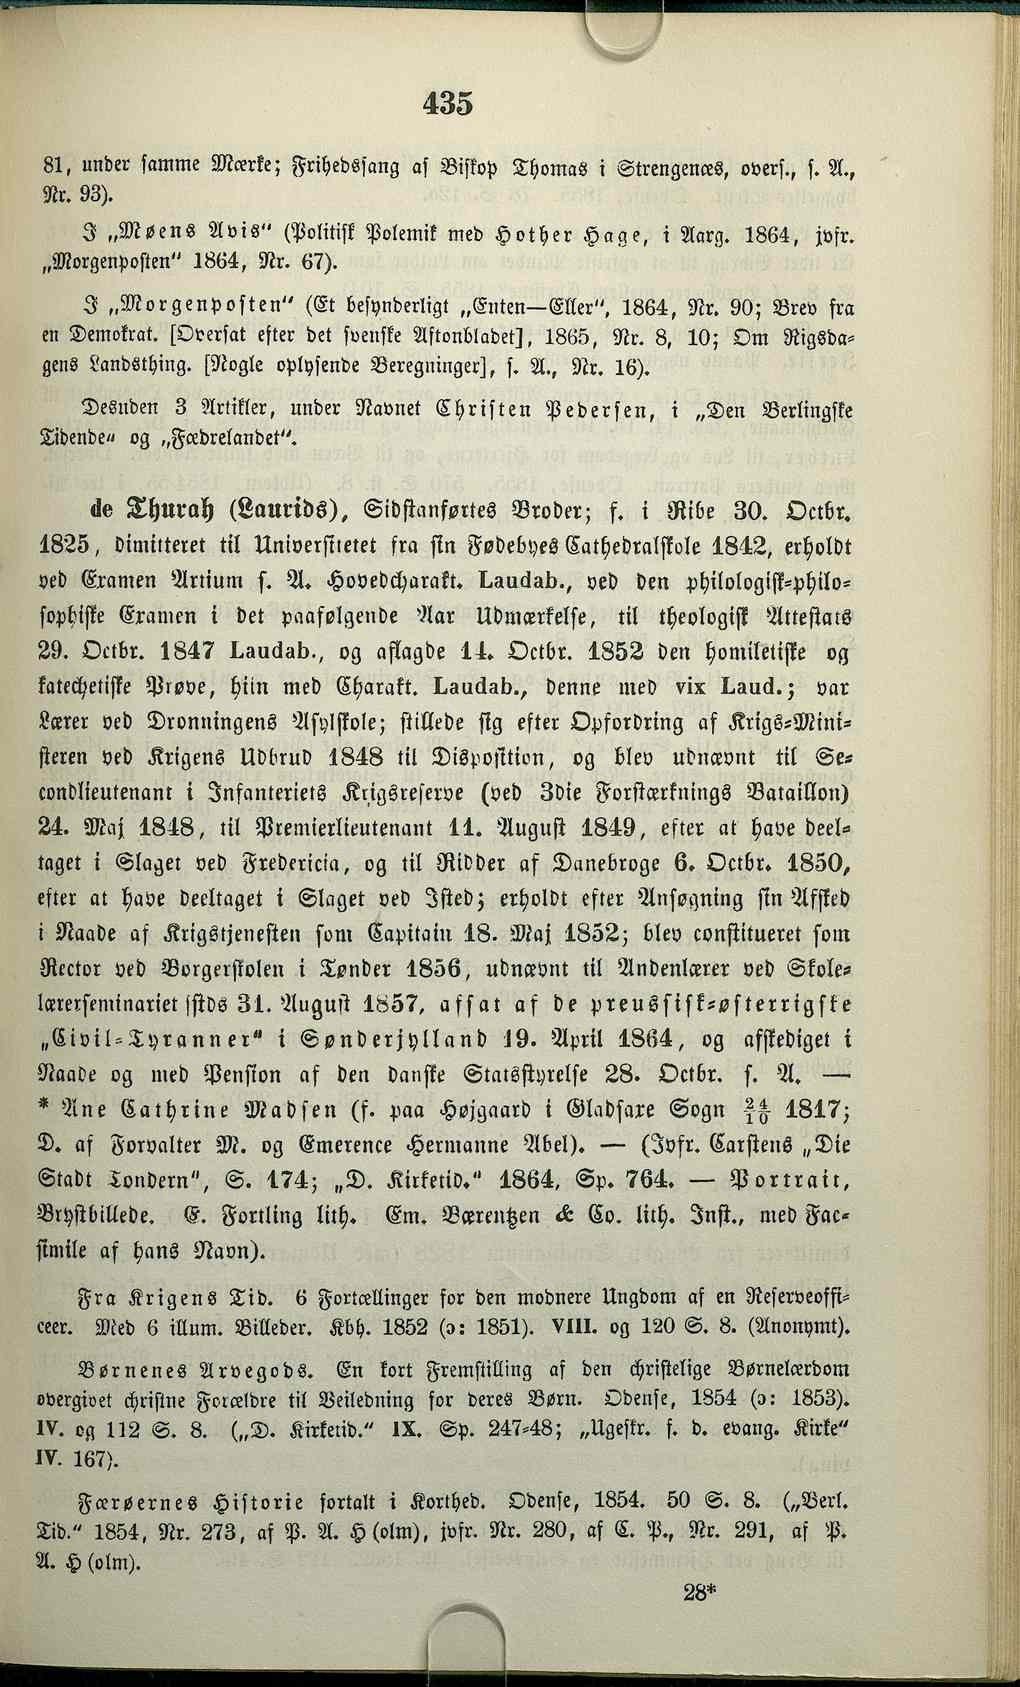 435
81, under samme Mærke; Frihedssang af Biskop Thomas i Strengenæs, overs., s. A.,
Nr. 93).
I „Møens Avis“ (Politisk Polemik med Hother Hage, i Aarg. 1864, jvfr.
„Morgenposten“ 1864, Nr. 67).
I „Morgenposten“ (Et besynderligt „Enten—Eller“, 1864, Nr. 90; Brev fra
en Demokrat. [Oversat efter det svenske Aftonbladet], 1865, Nr. 8, 10; Om Rigsda-
gens Landsthing. [Nogle oplysende Beregninger], s. A., Nr. 16).
Desuden 3 Artikler, under Navnet Christen Pedersen, i „Den Berlingske
Tidende“ og „Fædrelandet“.
de Thurah (Laurids), Sidstanførtes Broder; f. i Ribe 30. Octbr.
1825, dimitteret til Universitetet fra sin Fødebyes Cathedralskole 1842, erholdt
ved Examen Artium s. A. Hovedcharakt. Laudab., ved den philologisk-philo-
sophiske Examen i det paafølgende Aar Udmærkelse, til theologisk Attestats
29. Octbr. 1847 Laudab., og aflagde 14. Octbr. 1852 den homiletiske og
katechetiske Prøve, hiin med Charakt. Laudab., denne med vix Laud.; var
Lærer ved Dronningens Asylskole; stillede sig efter Opfordring af Krigs-Mini-
steren ved Krigens Udbrud 1848 til Disposition, og blev udnævnt til Se-
condlieutenant i Infanteriets Krigsreserve (ved 3die Forstærknings Bataillon)
24. Maj 1848, til Premierlieutenant 11. August 1849, efter at have deel-
taget i Slaget ved Fredericia, og til Ridder af Danebroge 6. Octbr. 1850,
efter at have deeltaget i Slaget ved Isted; erholdt efter Ansøgning sin Afsked
i Naade af Krigstjenesten som Capitain 18. Maj 1852; blev constitueret som
Rector ved Borgerskolen i Tønder 1856, udnævnt til Andenlærer ved Skole-
lærerseminariet sstds 31. August 1857, afsat af de preussisk-østerrigske
„Civil-Tyranner“ i Sønderjylland 19. April 1864, og afskediget i
Naade og med Pension af den danske Statsstyrelse 28. Octbr. s. A. —
* Ane Cathrine Madsen (f. paa Højgaard i Gladsaxe Sogn 24/10 1817;
D. af Forvalter M. og Emerence Hermanne Abel). — (Jvfr. Carstens „Die
Stadt Tondern“, S. 174; „D. Kirketid.“ 1864, Sp. 764. — Portrait,
Brystbillede. E. Fortling lith. Em. Bærentzen & Co. lith. Inst., med Fac-
simile af hans Navn).
Fra Krigens Tid. 6 Fortællinger for den modnere Ungdom af en Reserveoffi-
ceer. Med 6 illum. Billeder. Kbh. 1852 (ɔ: 1851). VIII. og 120 S. 8. (Anonymt).
Børnenes Arvegods. En kort Fremstilling af den christelige Børnelærdom
overgivet christne Forældre til Veiledning for deres Børn. Odense, 1854 (ɔ: 1853).
IV. og 112 S. 8. („D. Kirketid.“ IX. Sp. 247-48; „Ugeskr. f. d. evang. Kirke“
IV. 167).
Færøernes Historie fortalt i Korthed. Odense, 1854. 50 S. 8. („Berl.
Tid.“ 1854, Nr. 273, af P. A. H (olm), jvfr. Nr. 280, af C. P., Nr. 291, af P.
A. H (olm).
28*